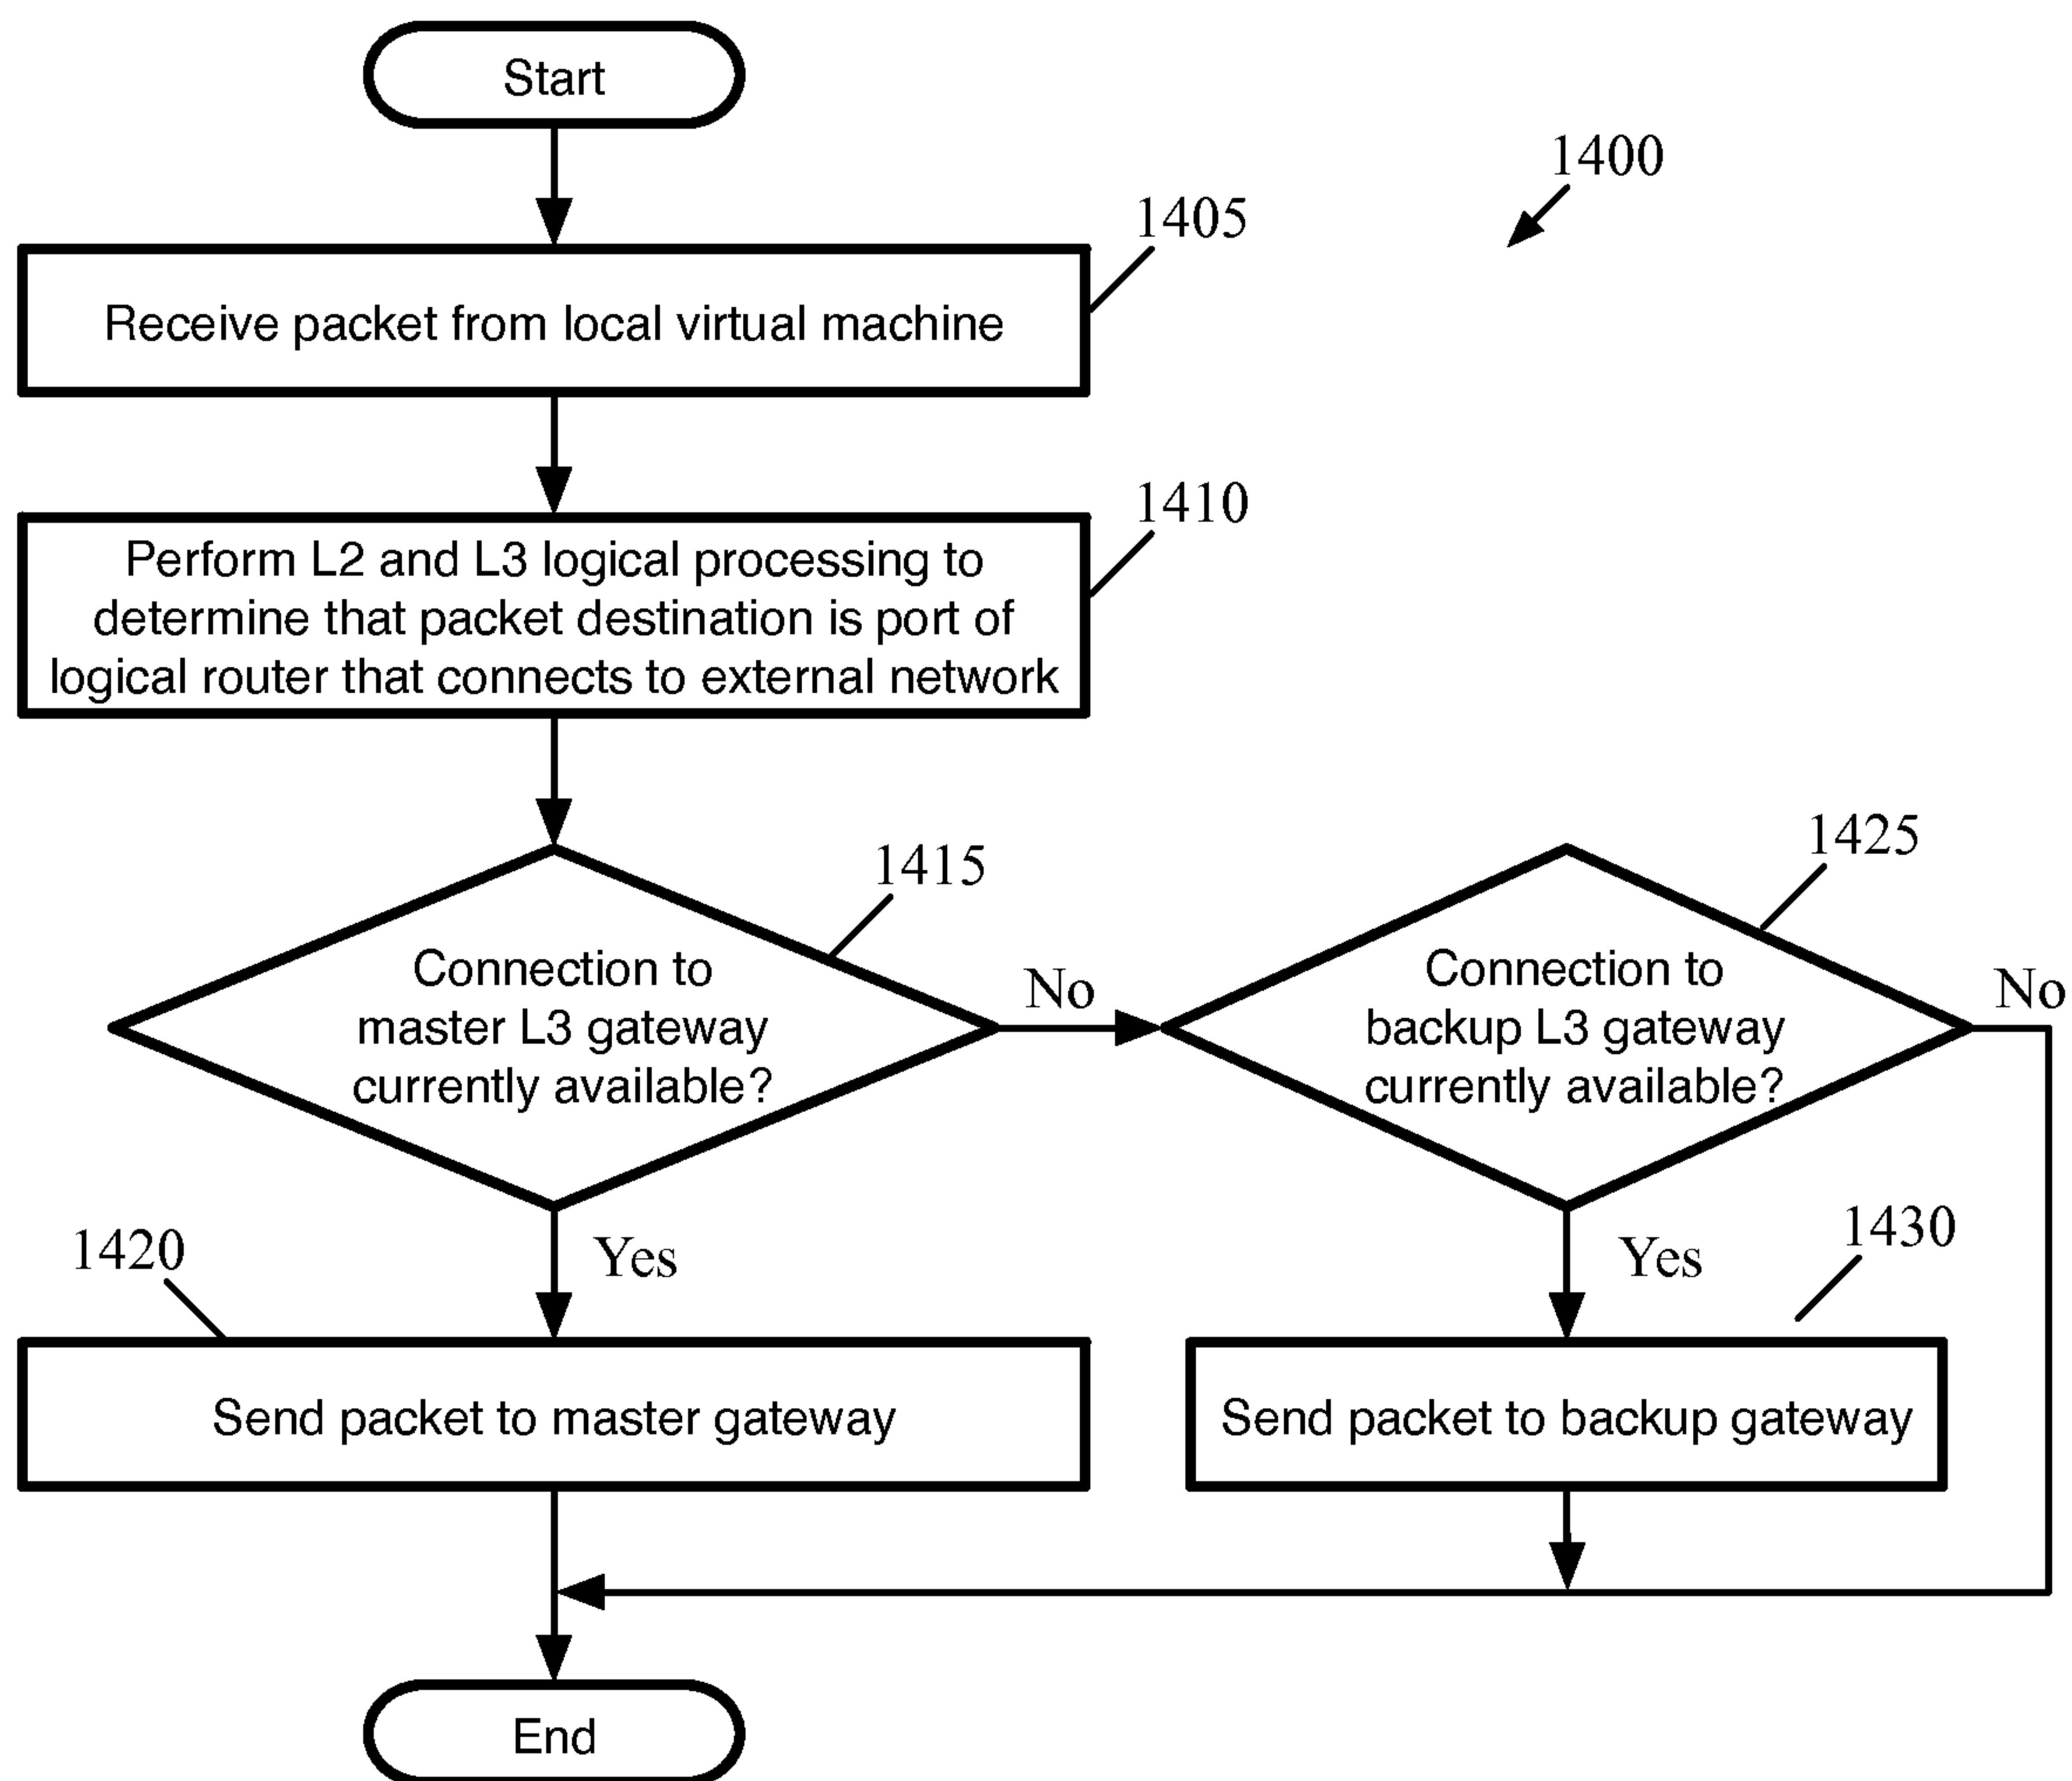 Start
1400
1405
Receive packet from local virtual machine
1410
Perform L2 and L3 logical processing to
determine that packet destination is port of
logical router that connects to external network
1415
Connection to
master L3 gateway
currently available?
No
1425
Connection to
backup L3 gateway
currently available?
No
1420
Yes
Send packet to master gateway
Yes
1430
Send packet to backup gateway
End